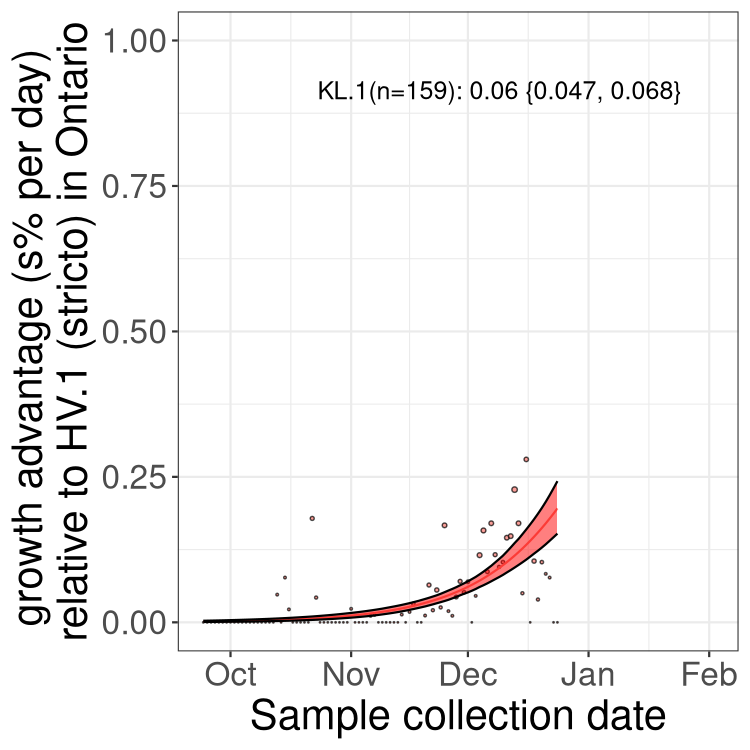 growth advantage (s% per day)
relative to HV.1 (stricto) in Ontario
1.00
0.75
0.50
0.25
0.00
KL.1(n=159): 0.06 {0.047, 0.068}
Oct Nov Dec Jan Feb
Sample collection date